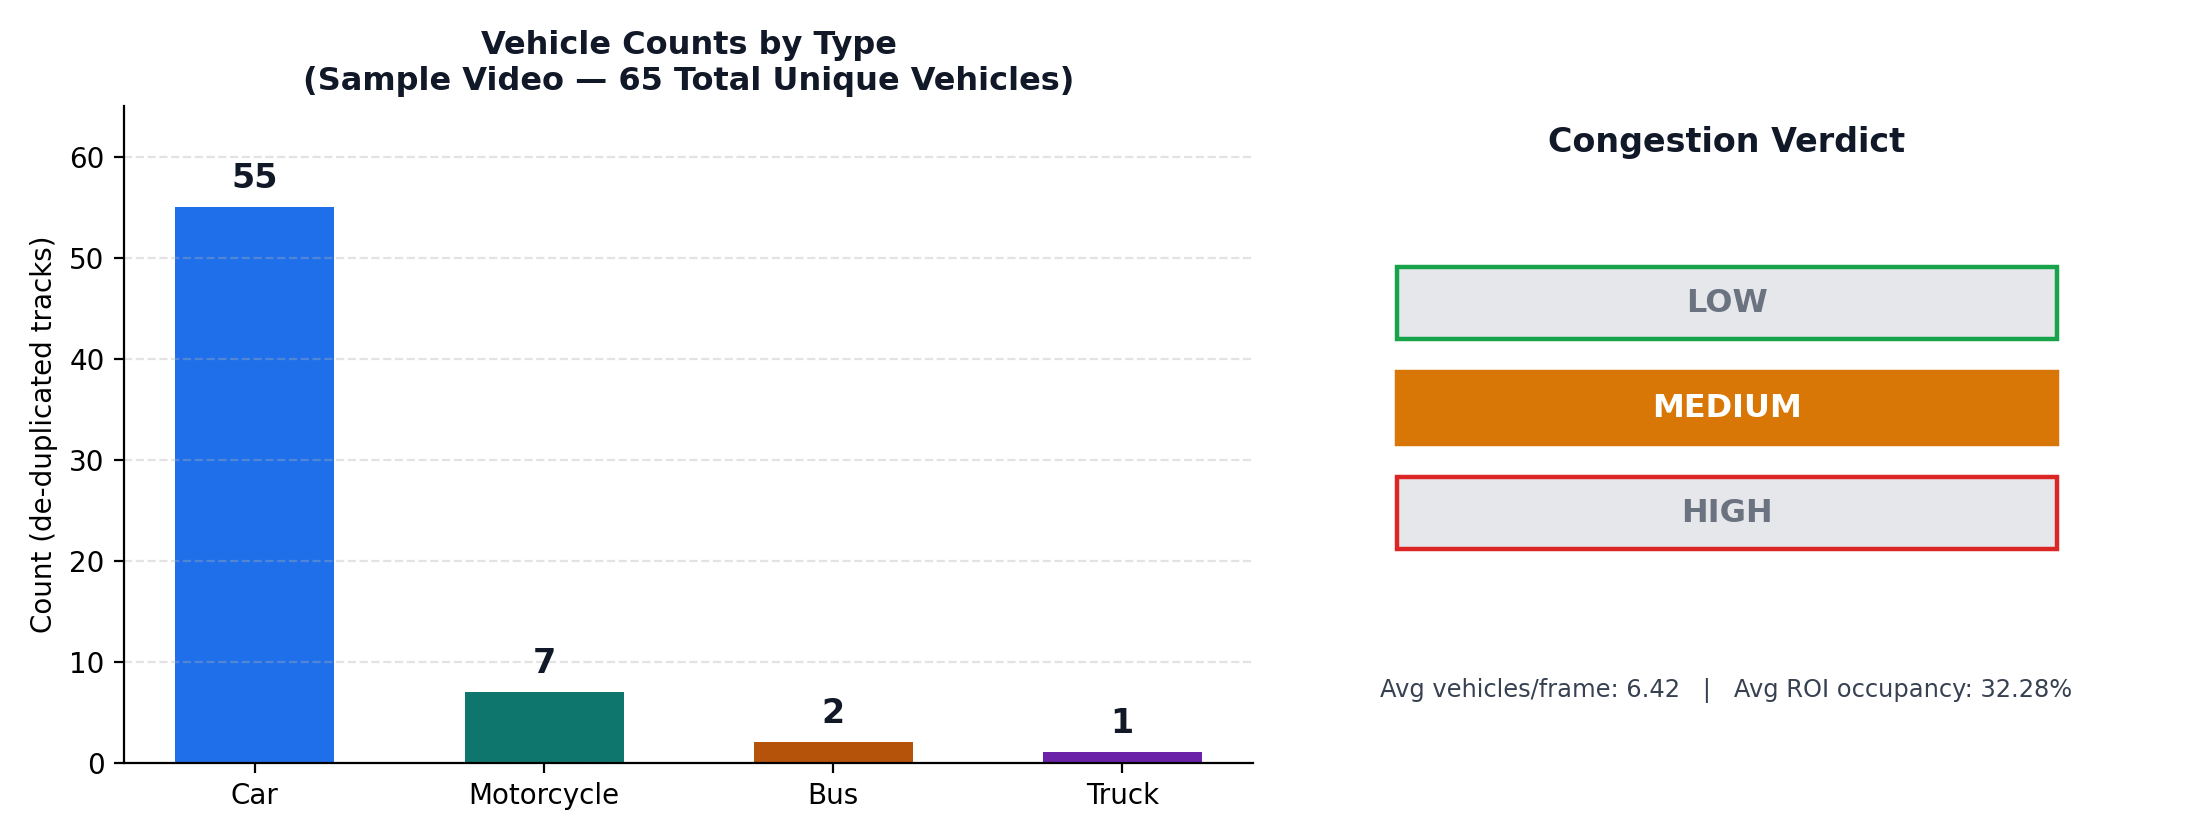 Vehicle Counts by Type
(Sample Video — 65 Total Unique Vehicles)
Count (de-duplicated tracks)
60
50
40
30
20
10
0
55
7
2
1
Car
Motorcycle
Bus
Truck
Congestion Verdict
LOW
MEDIUM
HIGH
Avg vehicles/frame: 6.42 | Avg ROI occupancy: 32.28%